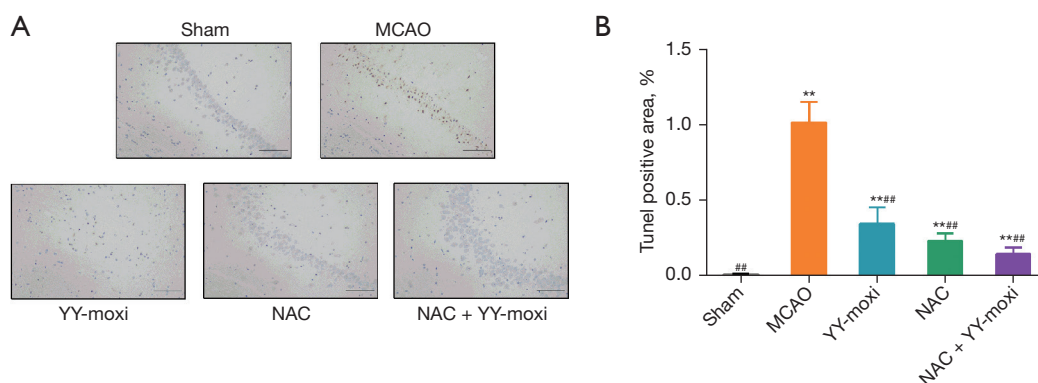 A
Sham
MCAO
YY-moxi
NAC
NAC + YY-moxi
B
Tunel positive area, %
1.5
1.0
0.5
0.0
##
**
**##
**##
**##
Sham
MCAO
YY-moxi
NAC
NAC + YY-moxi